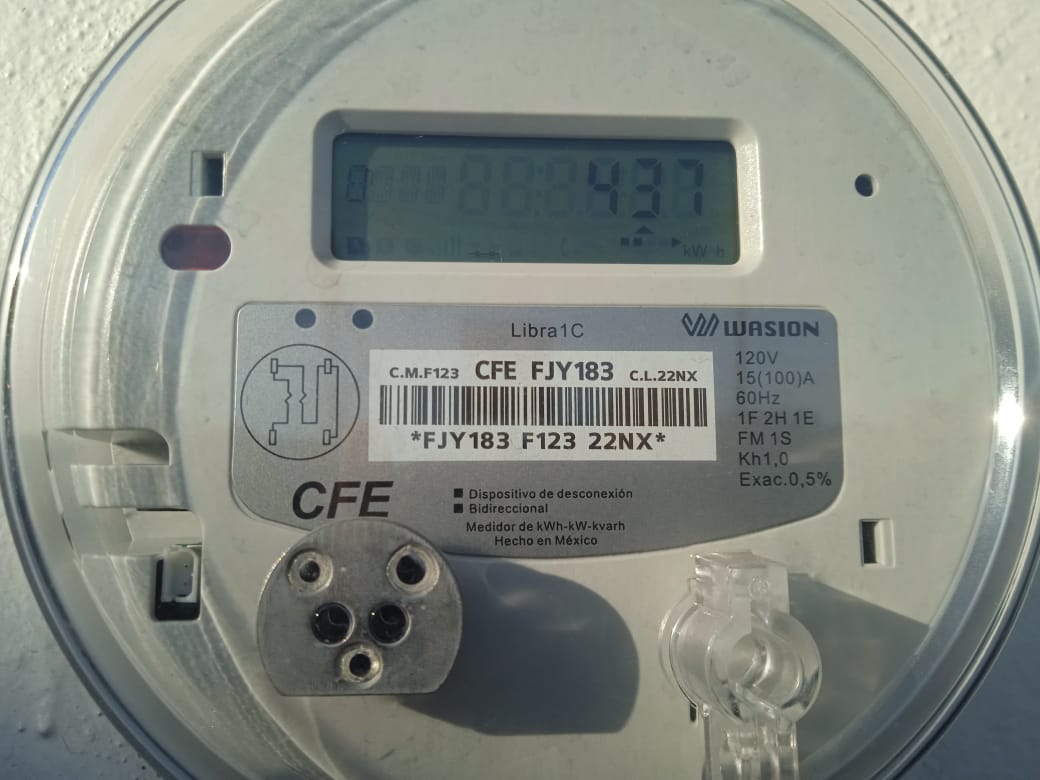 437
kW h
Libra1C
WASION
C.M.F123 CFE FJY183 C.L.22NX
*FJY183 F123 22NX*
120V
15(100)A
60Hz
1F 2H 1E
FM 1S
Kh1,0
Exac.0,5%
CFE
Dispositivo de desconexión
Bidireccional
Medidor de kWh-kW-kvarh
Hecho en México